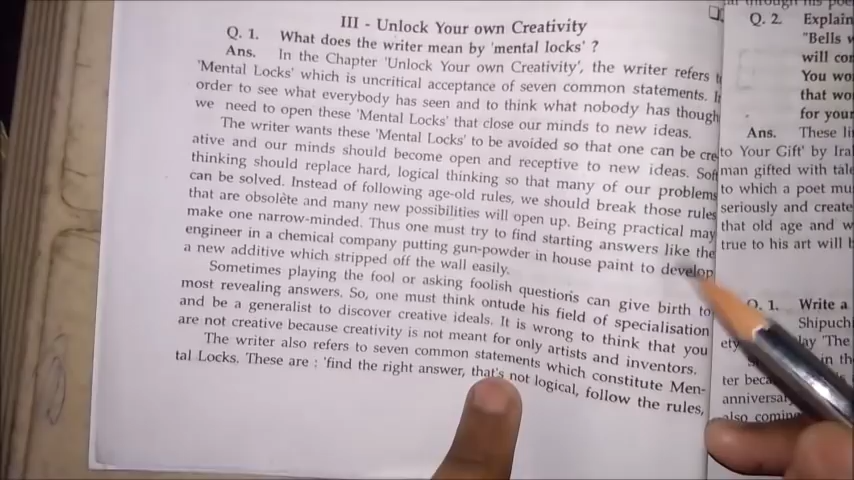 III - Unlock Your own Creativity
Q. 1. What does the writer mean by 'mental locks' ?
Ans. In the Chapter 'Unlock Your own Creativity', the writer refers
'Mental Locks' which is uncritical acceptance of seven common statements.
order to see what everybody has seen and to think what nobody has though
we need to open these 'Mental Locks' that close our minds to new ideas.
The writer wants these 'Mental Locks' to be avoided so that one can be cre
ative and our minds should become open and receptive to new ideas. Soft
thinking should replace hard, logical thinking so that many of our problems
can be solved. Instead of following age-old rules, we should break those rules
that are obsolete and many new possibilities will open up. Being practical may
make one narrow-minded. Thus one must try to find starting answers like the
engineer in a chemical company putting gun-powder in house paint to develop
a new additive which stripped off the wall easily.
Sometimes playing the fool or asking foolish questions can give birth to
most revealing answers. So, one must think ontude his field of specialisation
and be a generalist to discover creative ideals. It is wrong to think that you
are not creative because creativity is not meant for only artists and inventors.
The writer also refers to seven common statements which constitute Men-
tal Locks. These are : 'find the right answer, that's not logical, follow the rules,
Q. 2. Explain
"Bells
will
You wo
that wo
for your
Ans. These
to Your Gift' by
man gifted with
to which a poet mu
seriously and create
that old age and w
true to his art will
Q. 1. Write a
Shipuch
lay 'The
in th
ter
anniversa
also comin